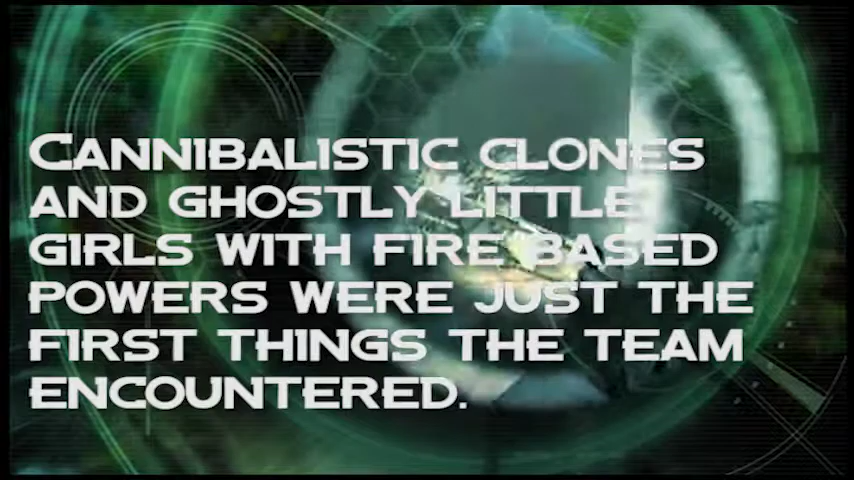 Cannibalistic clones
and ghostly little
girls with fire based
powers were just the
first things the team
encountered.